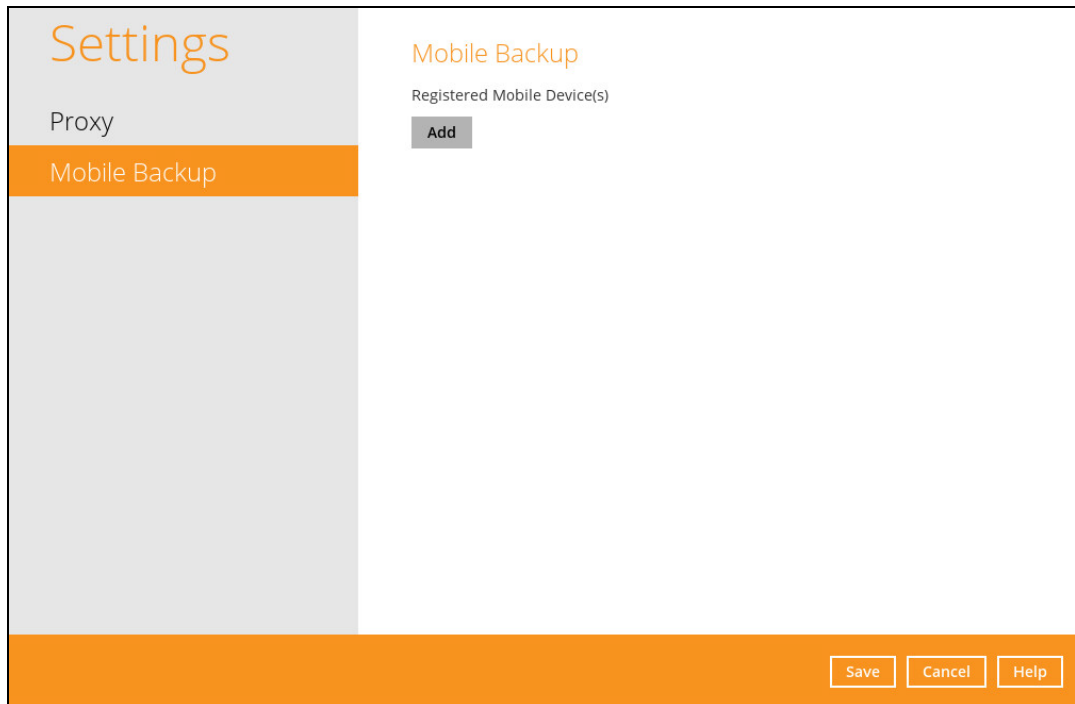 Settings
Proxy
Mobile Backup
Mobile Backup
Registered Mobile Device(s)
Add
Save Cancel Help